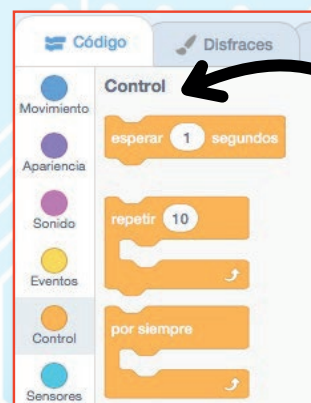 Código
Disfraces
Movimiento
Apariencia
Sonido
Eventos
Control
Sensores
Control
esperar 1 segundos
repetir 10
por siempre